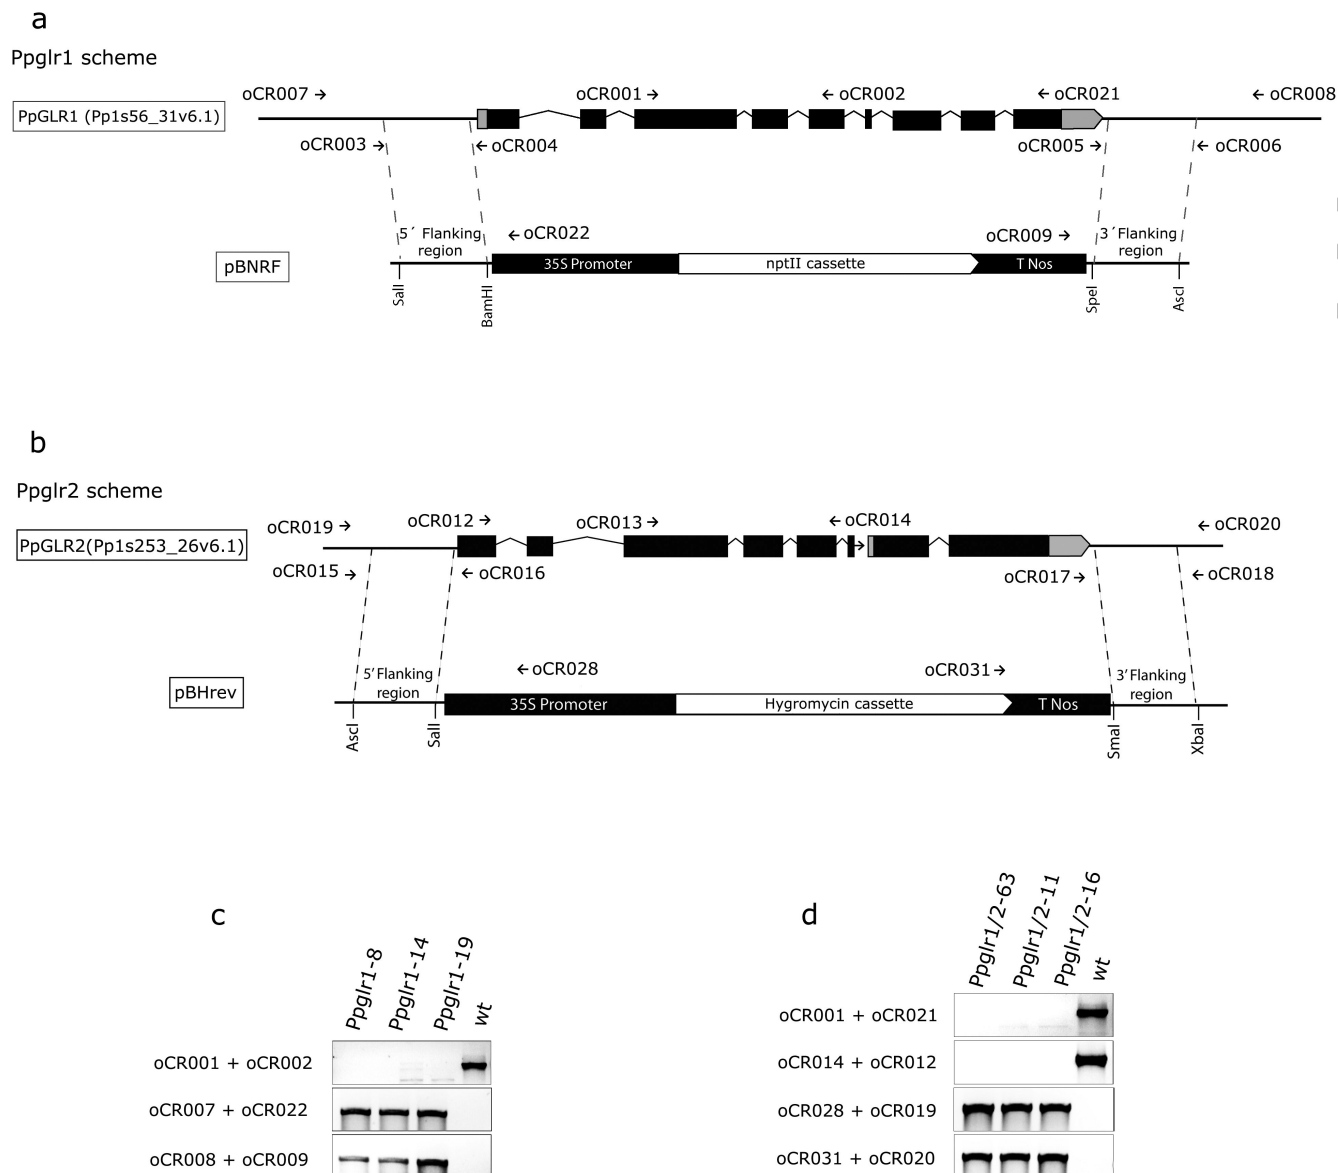 a
Ppglr1 scheme
oCR007 →
oCR001 →
← oCR002
← oCR021
← oCR008
PpGLR1 (Pp1s56_31v6.1)
oCR003 →
← oCR004
oCR005 →
← oCR006
5´ Flanking
region
← oCR022
oCR009 →
3´Flanking
region
pBNRF
35S Promoter
nptII cassette
T Nos
SalI
BamHI
SpeI
AscI
b
Ppglr2 scheme
oCR019 →
oCR012 →
oCR013 →
← oCR014
← oCR020
PpGLR2(Pp1s253_26v6.1)
oCR015 →
← oCR016
oCR017 →
← oCR018
5' Flanking
region
← oCR028
oCR031 →
3' Flanking
region
pBHrev
35S Promoter
Hygromycin cassette
T Nos
AscI
SalI
SmaI
XbaI
c
Ppglr1-8
Ppglr1-14
Ppglr1-19
wt
oCR001 + oCR002
oCR007 + oCR022
oCR008 + oCR009
d
Ppglr1/2-63
Ppglr1/2-11
Ppglr1/2-16
wt
oCR001 + oCR021
oCR014 + oCR012
oCR028 + oCR019
oCR031 + oCR020